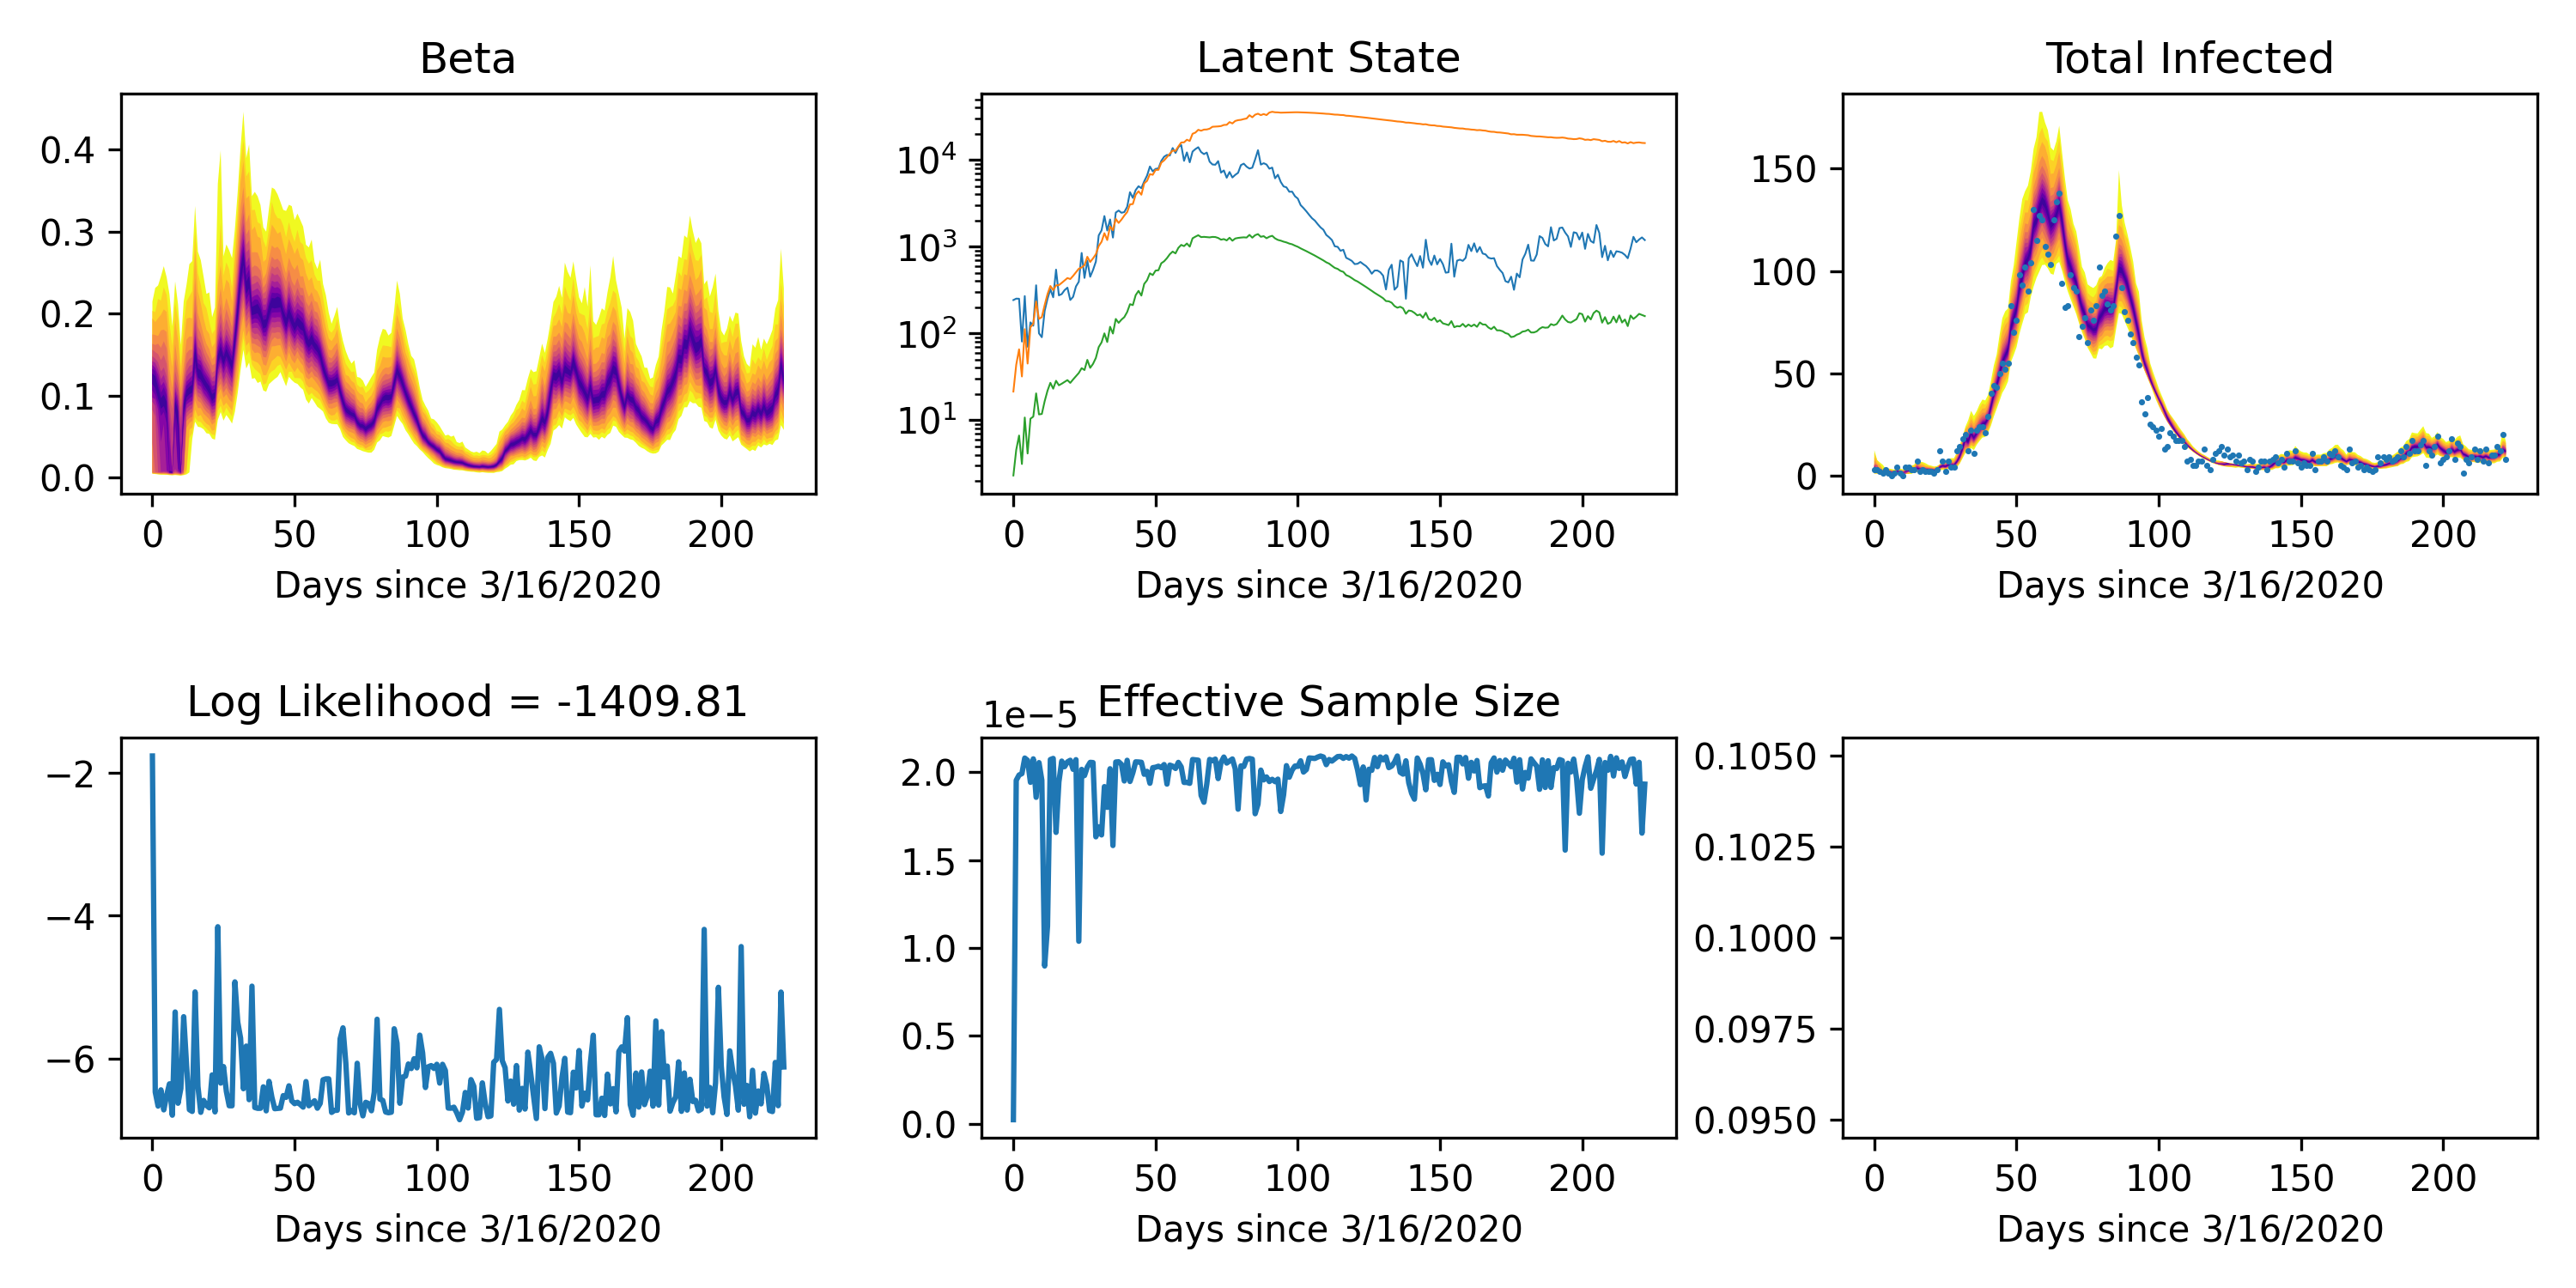 Beta
0.4
0.3
0.2
0.1
0.0
0 50 100 150 200
Days since 3/16/2020
Latent State
10⁴
10³
10²
10¹
0 50 100 150 200
Days since 3/16/2020
Total Infected
150
100
50
0
0 50 100 150 200
Days since 3/16/2020
Log Likelihood = -1409.81
−2
−4
−6
0 50 100 150 200
Days since 3/16/2020
Effective Sample Size
1e−5
2.0
1.5
1.0
0.5
0.0
0 50 100 150 200
Days since 3/16/2020
0.1050
0.1025
0.1000
0.0975
0.0950
0 50 100 150 200
Days since 3/16/2020